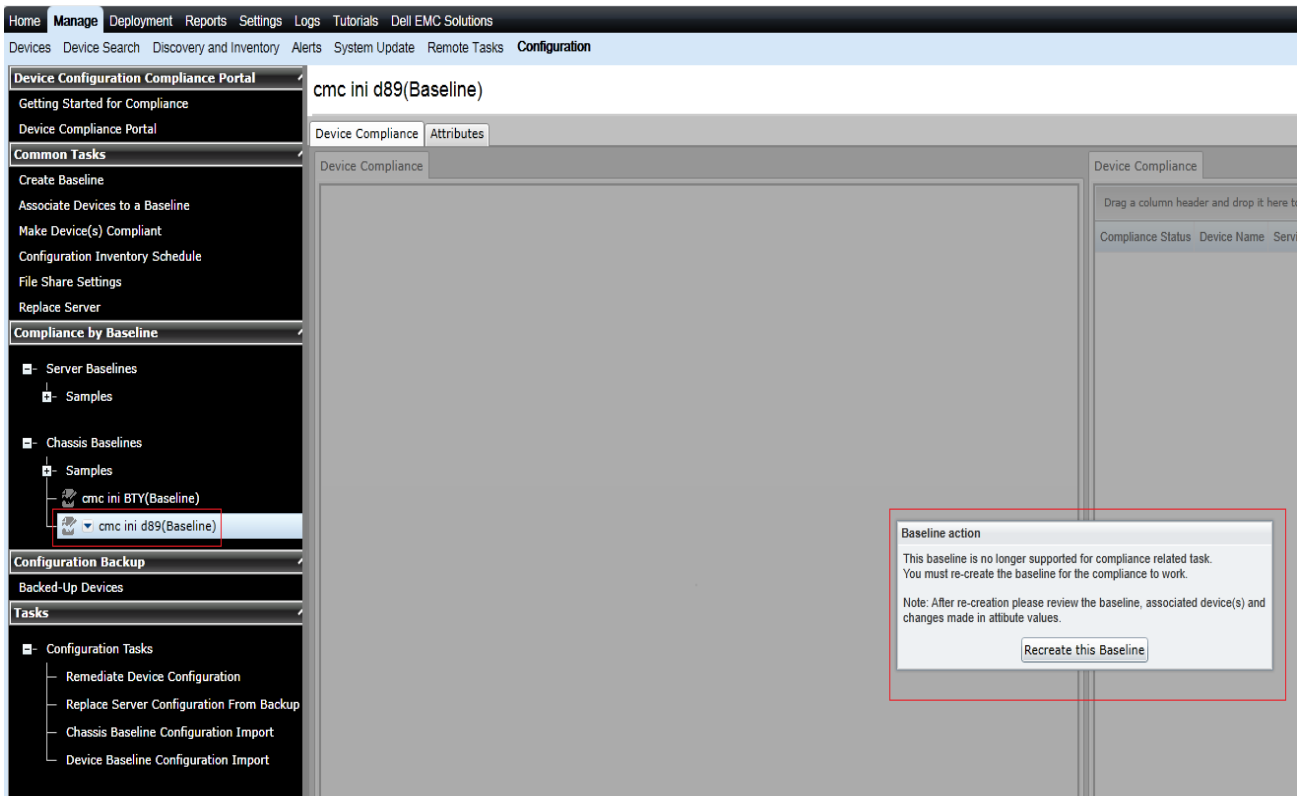 Home Manage Deployment Reports Settings Logs Tutorials Dell EMC Solutions
Devices Device Search Discovery and Inventory Alerts System Update Remote Tasks Configuration
Device Configuration Compliance Portal
Getting Started for Compliance
Device Compliance Portal
Common Tasks
Create Baseline
Associate Devices to a Baseline
Make Device(s) Compliant
Configuration Inventory Schedule
File Share Settings
Replace Server
Compliance by Baseline
Server Baselines
Samples
Chassis Baselines
Samples
cmc ini BTY(Baseline)
cmc ini d89(Baseline)
Configuration Backup
Backed-Up Devices
Tasks
Configuration Tasks
Remediate Device Configuration
Replace Server Configuration From Backup
Chassis Baseline Configuration Import
Device Baseline Configuration Import
cmc ini d89(Baseline)
Device Compliance Attributes
Device Compliance
Device Compliance
Drag a column header and drop it here to
Compliance Status Device Name Servi
Baseline action
This baseline is no longer supported for compliance related task.
You must re-create the baseline for the compliance to work.
Note: After re-creation please review the baseline, associated device(s) and
changes made in attibute values.
Recreate this Baseline